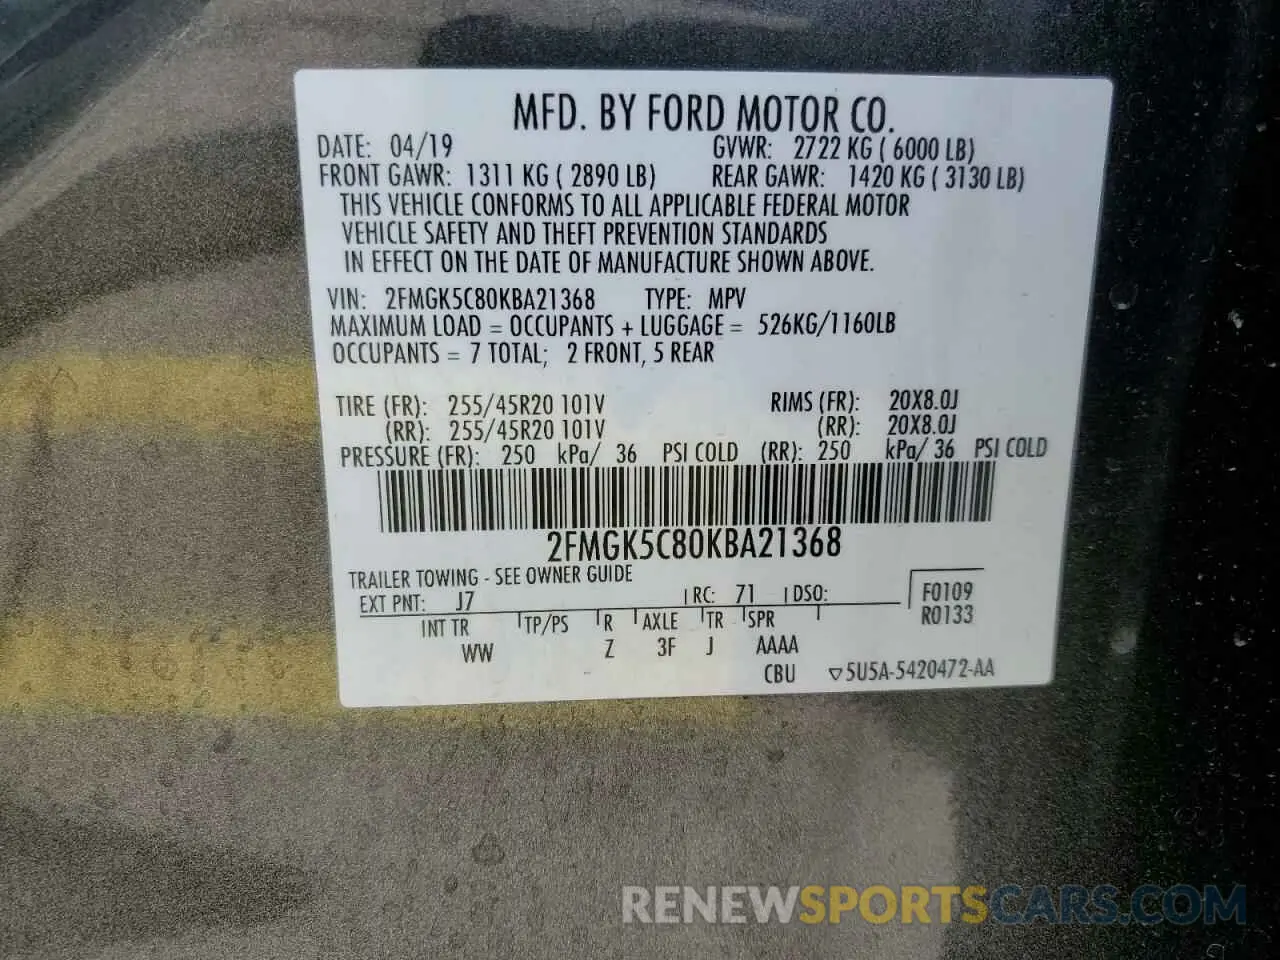 MFD. BY FORD MOTOR CO.
DATE: 04/19 GVWR: 2722 KG ( 6000 LB)
FRONT GAWR: 1311 KG ( 2890 LB) REAR GAWR: 1420 KG ( 3130 LB)
THIS VEHICLE CONFORMS TO ALL APPLICABLE FEDERAL MOTOR
VEHICLE SAFETY AND THEFT PREVENTION STANDARDS
IN EFFECT ON THE DATE OF MANUFACTURE SHOWN ABOVE.
VIN: 2FMGK5C80KBA21368 TYPE: MPV
MAXIMUM LOAD = OCCUPANTS + LUGGAGE = 526KG/1160LB
OCCUPANTS = 7 TOTAL; 2 FRONT, 5 REAR
TIRE (FR): 255/45R20 101V RIMS (FR): 20X8.0J
(RR): 255/45R20 101V (RR): 20X8.0J
PRESSURE (FR): 250 kPa/ 36 PSI COLD (RR): 250 kPa/ 36 PSI COLD
2FMGK5C80KBA21368
TRAILER TOWING - SEE OWNER GUIDE
EXT PNT: J7 RC: 71 DSO: F0109
INT TR TP/PS R AXLE TR SPR R0133
WW Z 3F J AAAA
CBU ▽5U5A-5420472-AA
RENEWSPORTSCARS.COM